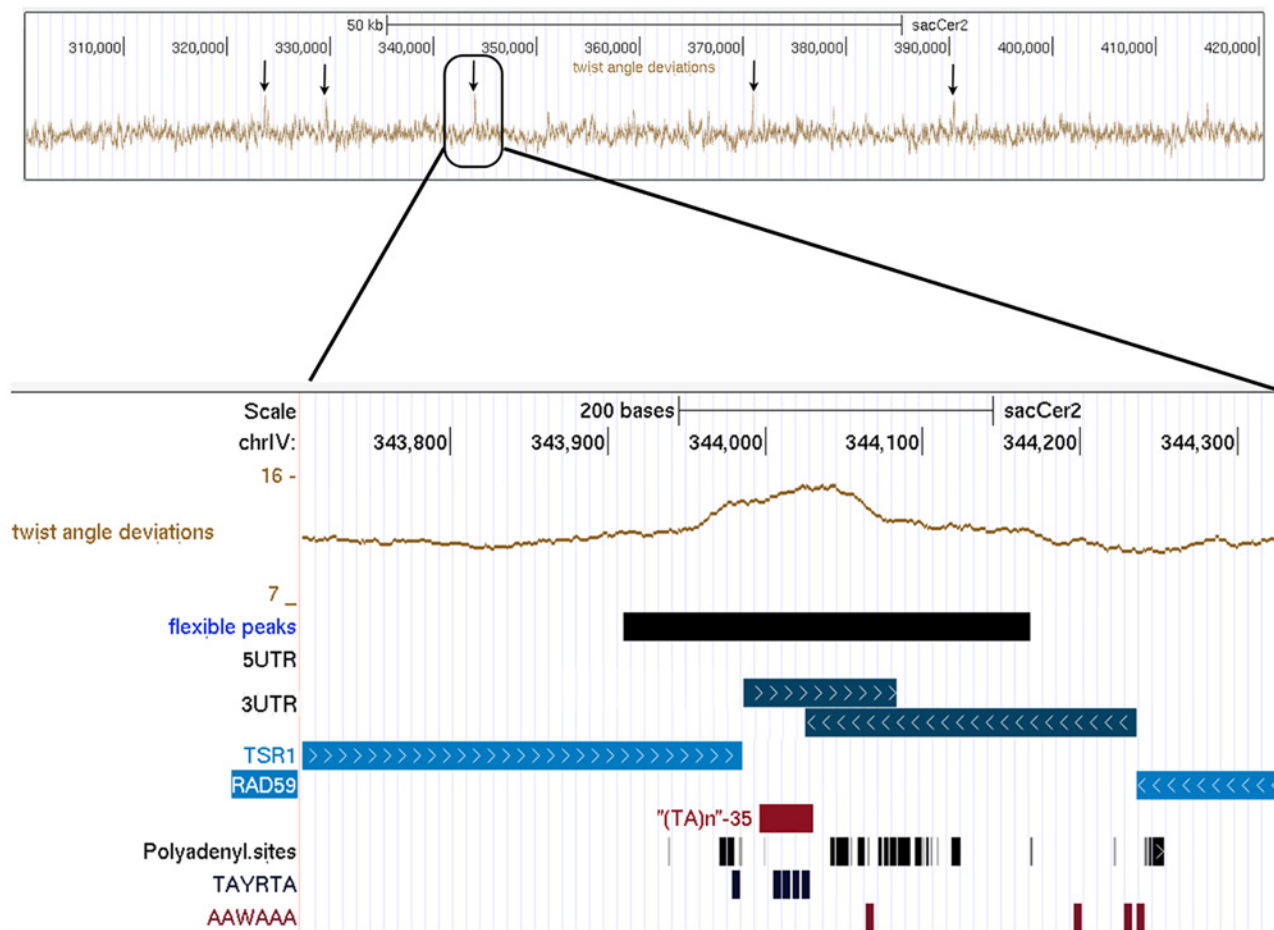 50 kb sacCer2
310,000| 320,000| 330,000| 340,000| 350,000| 360,000| 370,000| 380,000| 390,000| 400,000| 410,000| 420,000|
twist angle deviations
Scale 200 bases sacCer2
chrIV: 343,800| 343,900| 344,000| 344,100| 344,200| 344,300|
16 -
twist angle deviations
7 _
flexible peaks
5UTR
3UTR
TSR1
RAD59
"(TA)n"-35
Polyadenyl.sites
TAYRTA
AAWAAA